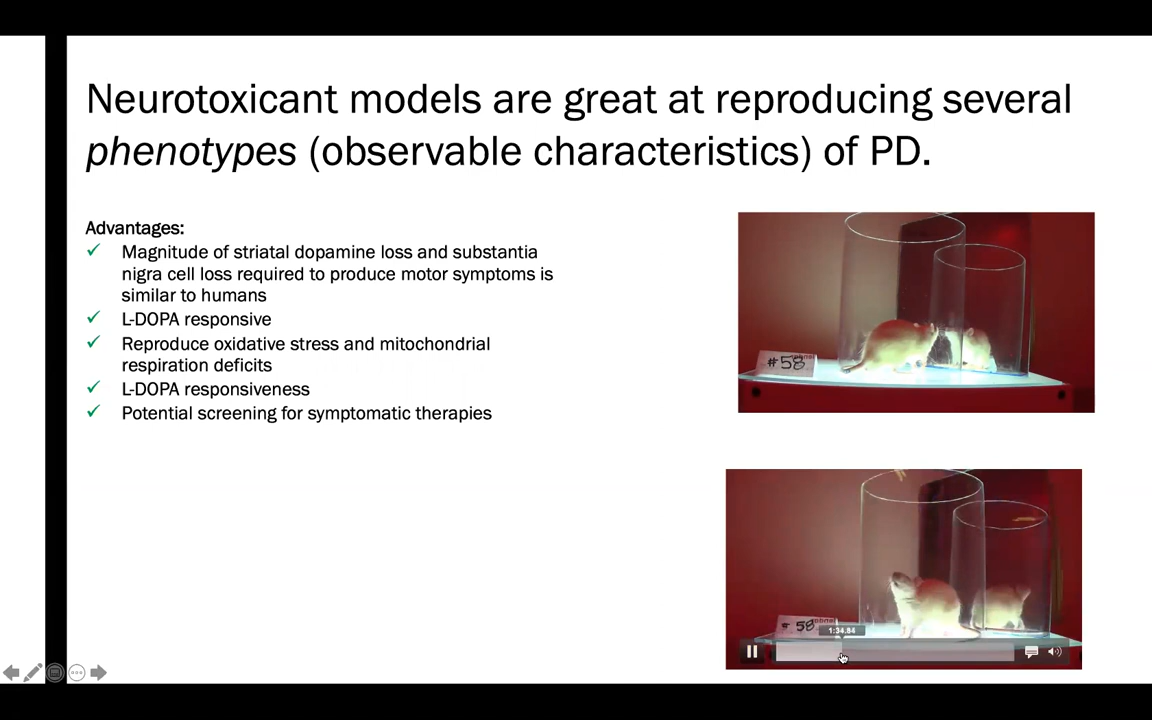 Neurotoxicant models are great at reproducing several
phenotypes (observable characteristics) of PD.
Advantages:
✓ Magnitude of striatal dopamine loss and substantia
nigra cell loss required to produce motor symptoms is
similar to humans
✓ L-DOPA responsive
✓ Reproduce oxidative stress and mitochondrial
respiration deficits
✓ L-DOPA responsiveness
✓ Potential screening for symptomatic therapies
#58
58
1:34.84